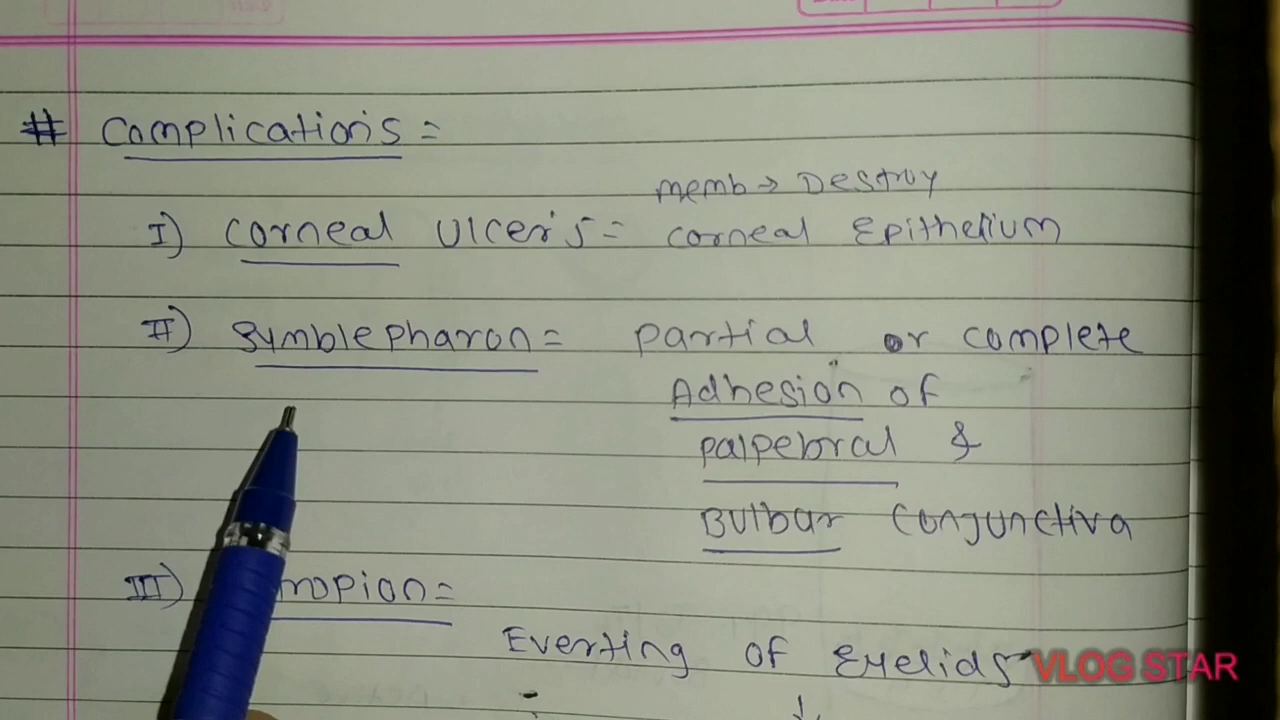 # Complications =
memb → Destroy
I) Corneal Ulcers = Corneal Epithelium
II) Symblepharon = Partial or complete
Adhesion of
palpebral &
Bulbar Conjunctiva
III) ropion =
Everting of Eyelids
VLOG STAR